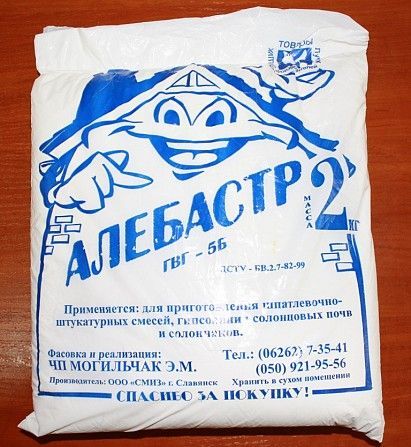 ТОВАРЫ
АЛЕБАСТР
ГВГ - 5Б
МАССА 2 КГ
ДСТУ - БВ.2.7-82-99
Применяется: для приготовления шпатлевочно-
штукатурных смесей, гипсования солонцовых почв
и солончаков.
Фасовка и реализация:
ЧП МОГИЛЬЧАК Э.М.
Тел.: (06262) 7-35-41
(050) 921-95-56
Производитель: ООО «СМИЗ» г. Славянск
Хранить в сухом помещении
СПАСИБО ЗА ПОКУПКУ!